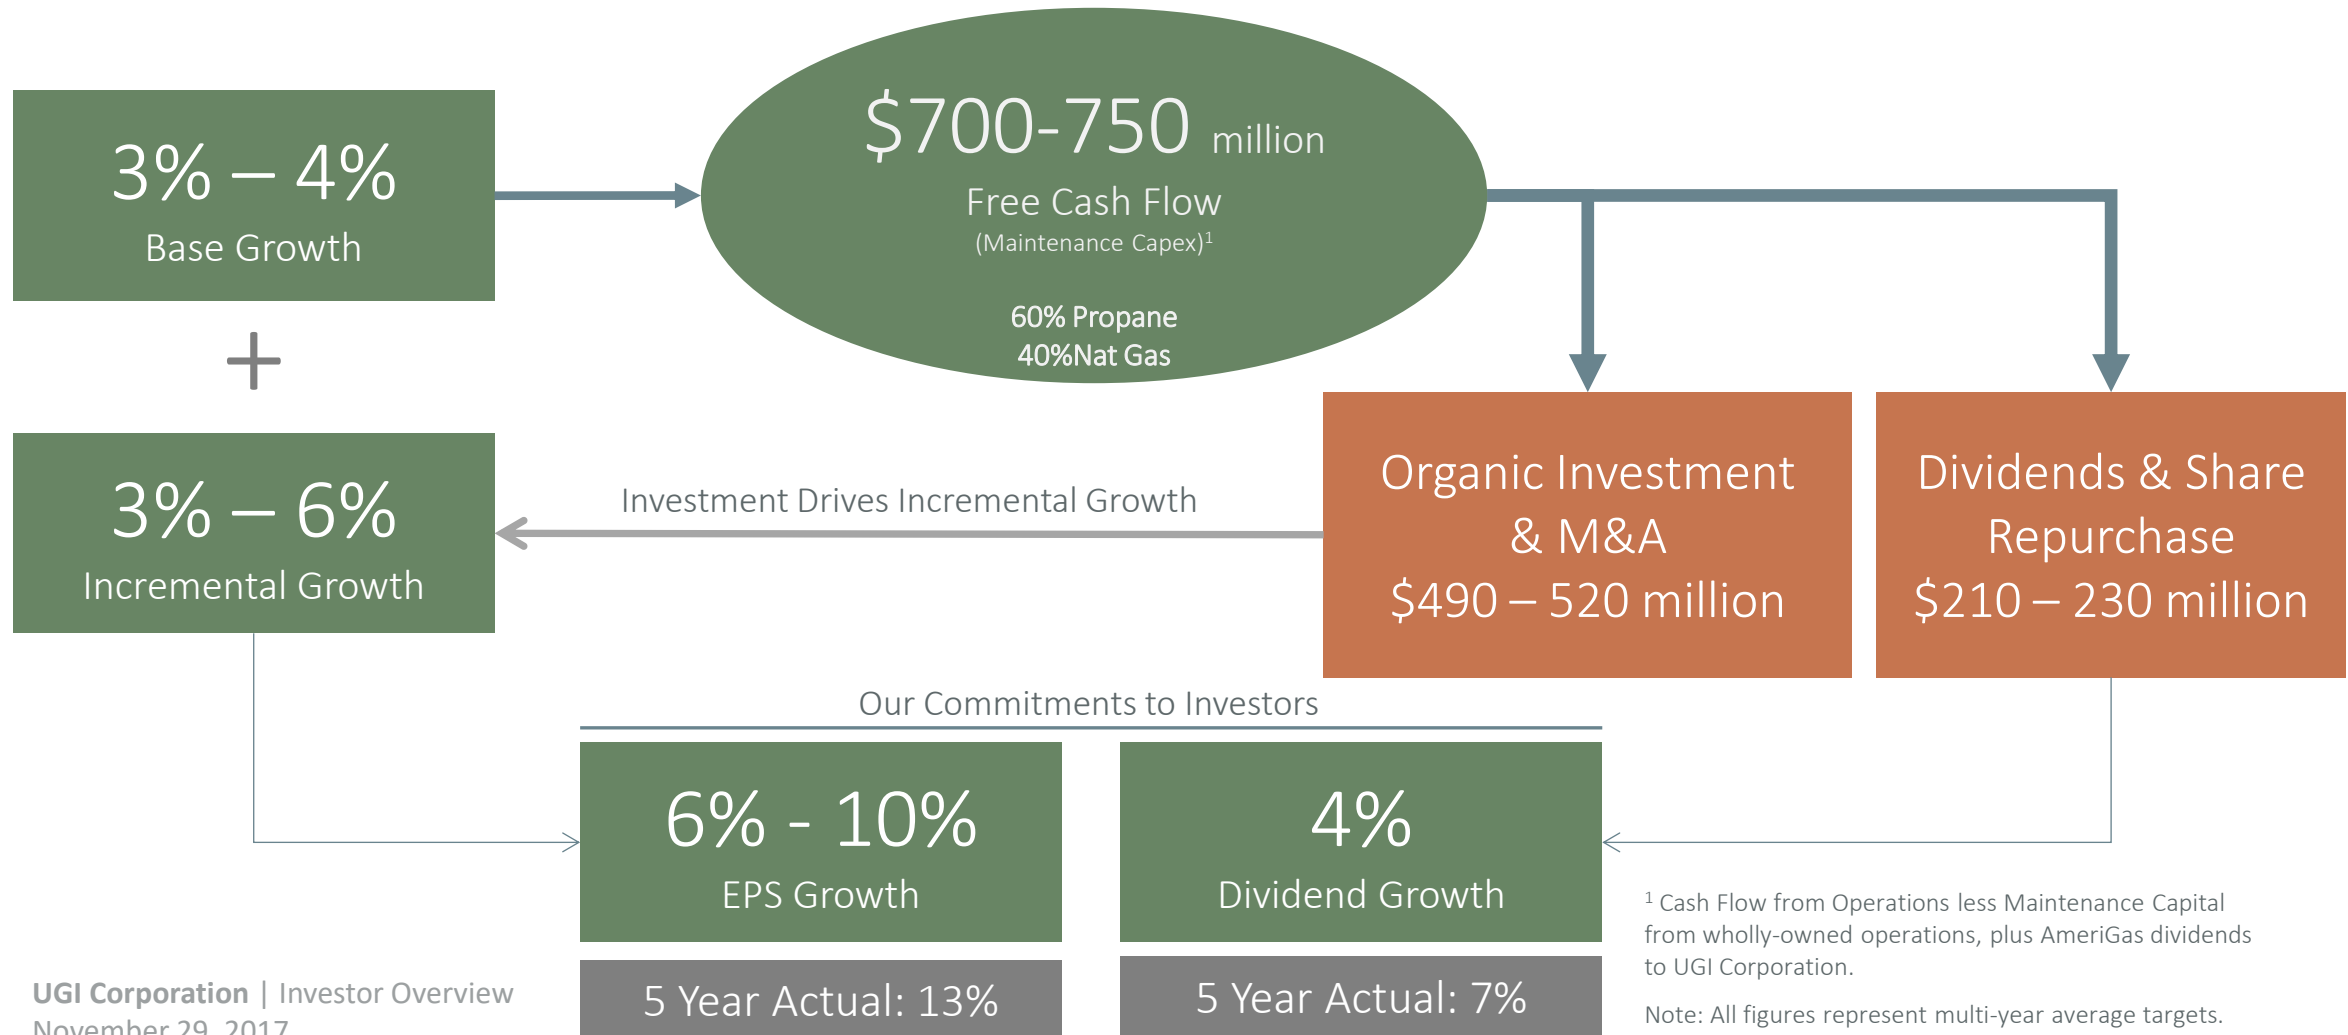 $700-750 million
Free Cash Flow
(Maintenance Capex)1
60% Propane
40%Nat Gas
3% – 4%
Base Growth
+
3% – 6%
Incremental Growth
Investment Drives Incremental Growth
Organic Investment
& M&A
$490 – 520 million
Dividends & Share
Repurchase
$210 – 230 million
Our Commitments to Investors
6% - 10%
EPS Growth
5 Year Actual: 13%
4%
Dividend Growth
5 Year Actual: 7%
1 Cash Flow from Operations less Maintenance Capital
from wholly-owned operations, plus AmeriGas dividends
to UGI Corporation.
Note: All figures represent multi-year average targets.
UGI Corporation | Investor Overview
November 29, 2017